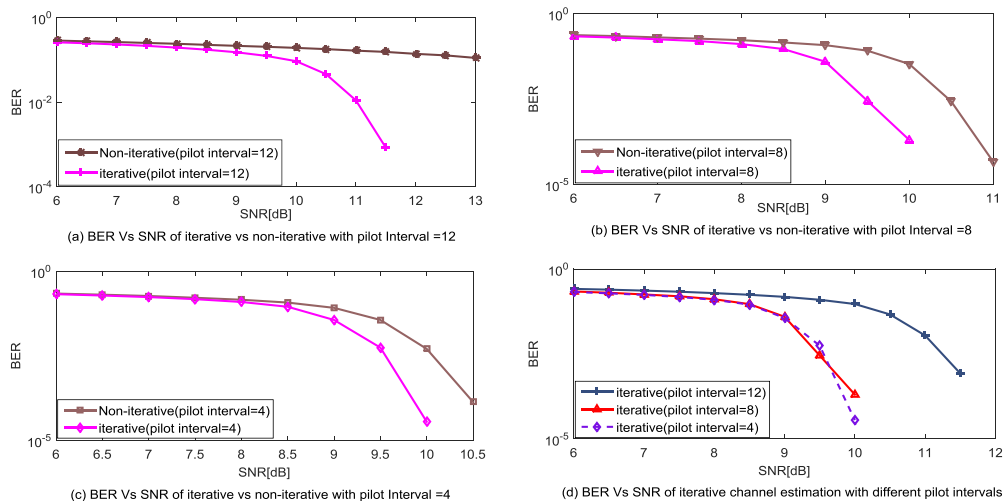 10^0
10^-2
10^-4
BER
Non-iterative(pilot interval=12)
iterative(pilot interval=12)
6 7 8 9 10 11 12 13
SNR[dB]
(a) BER Vs SNR of iterative vs non-iterative with pilot Interval =12
10^0
10^-5
BER
Non-iterative(pilot interval=8)
iterative(pilot interval=8)
6 7 8 9 10 11
SNR[dB]
(b) BER Vs SNR of iterative vs non-iterative with pilot Interval =8
10^0
10^-5
BER
Non-iterative(pilot interval=4)
iterative(pilot interval=4)
6 6.5 7 7.5 8 8.5 9 9.5 10 10.5
SNR[dB]
(c) BER Vs SNR of iterative vs non-iterative with pilot Interval =4
10^0
10^-5
BER
iterative(pilot interval=12)
iterative(pilot interval=8)
iterative(pilot interval=4)
6 7 8 9 10 11 12
SNR[dB]
(d) BER Vs SNR of iterative channel estimation with different pilot intervals